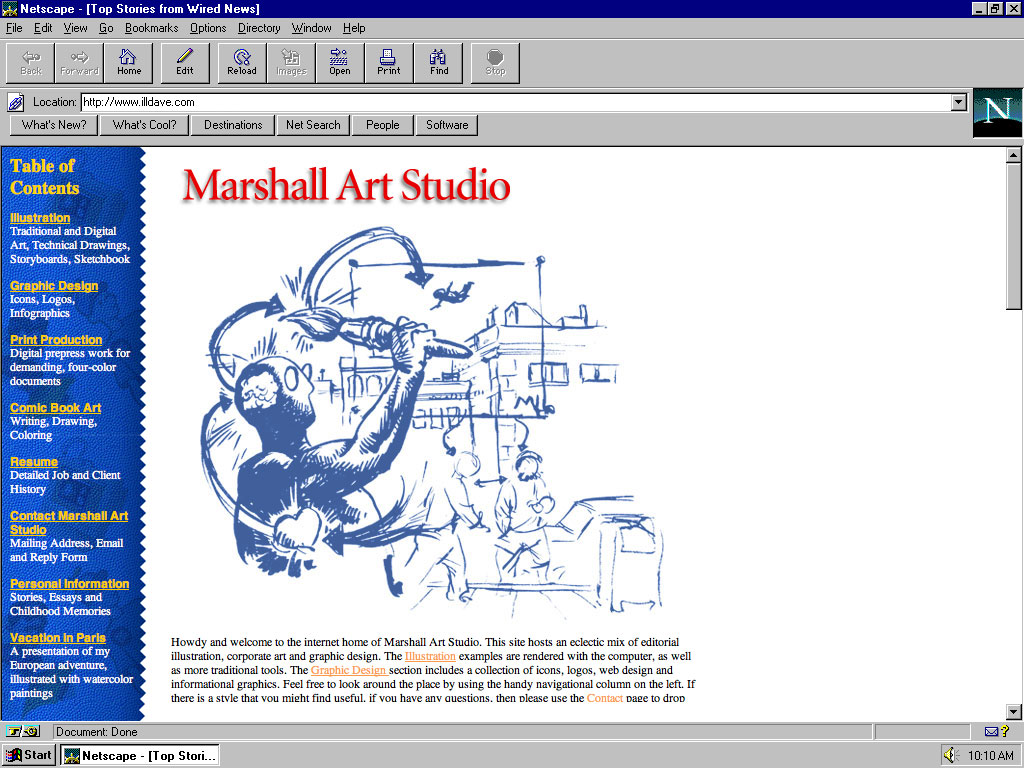 Netscape - [Top Stories from Wired News]
File Edit View Go Bookmarks Options Directory Window Help
Back Forward Home Edit Reload Images Open Print Find Stop
Location: http://www.illdave.com
N
What's New? What's Cool? Destinations Net Search People Software
Table of
Contents
Illustration
Traditional and Digital
Art, Technical Drawings,
Storyboards, Sketchbook
Graphic Design
Icons, Logos,
Infographics
Print Production
Digital prepress work for
demanding, four-color
documents
Comic Book Art
Writing, Drawing,
Coloring
Resume
Detailed Job and Client
History
Contact Marshall Art
Studio
Mailing Address, Email
and Reply Form
Personal Information
Stories, Essays and
Childhood Memories
Vacation in Paris
A presentation of my
European adventure,
illustrated with watercolor
paintings
Marshall Art Studio
Howdy and welcome to the internet home of Marshall Art Studio. This site hosts an eclectic mix of editorial
illustration, corporate art and graphic design. The Illustration examples are rendered with the computer, as well
as more traditional tools. The Graphic Design section includes a collection of icons, logos, web design and
informational graphics. Feel free to look around the place by using the handy navigational column on the left. If
there is a style that you might find useful, if you have any questions, then please use the Contact page to drop
Document: Done
?
Start Netscape - [Top Stori... 10:10 AM